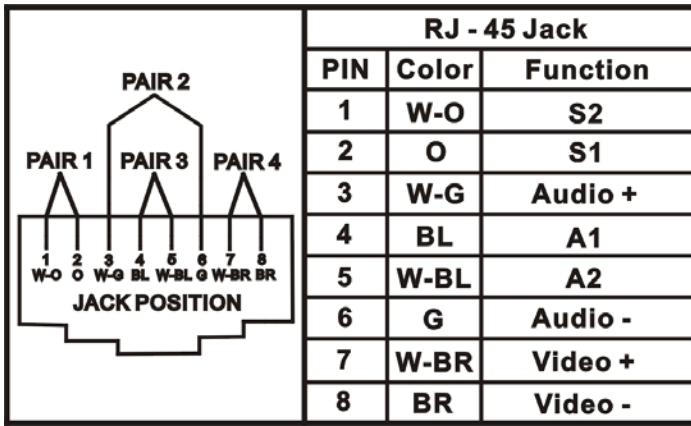 PAIR 2
PAIR 1 PAIR 3 PAIR 4
1 2 3 4 5 6 7 8
W-O O W-G BL W-BL G W-BR BR
JACK POSITION
RJ - 45 Jack
PIN Color Function
1 W-O S2
2 O S1
3 W-G Audio +
4 BL A1
5 W-BL A2
6 G Audio -
7 W-BR Video +
8 BR Video -